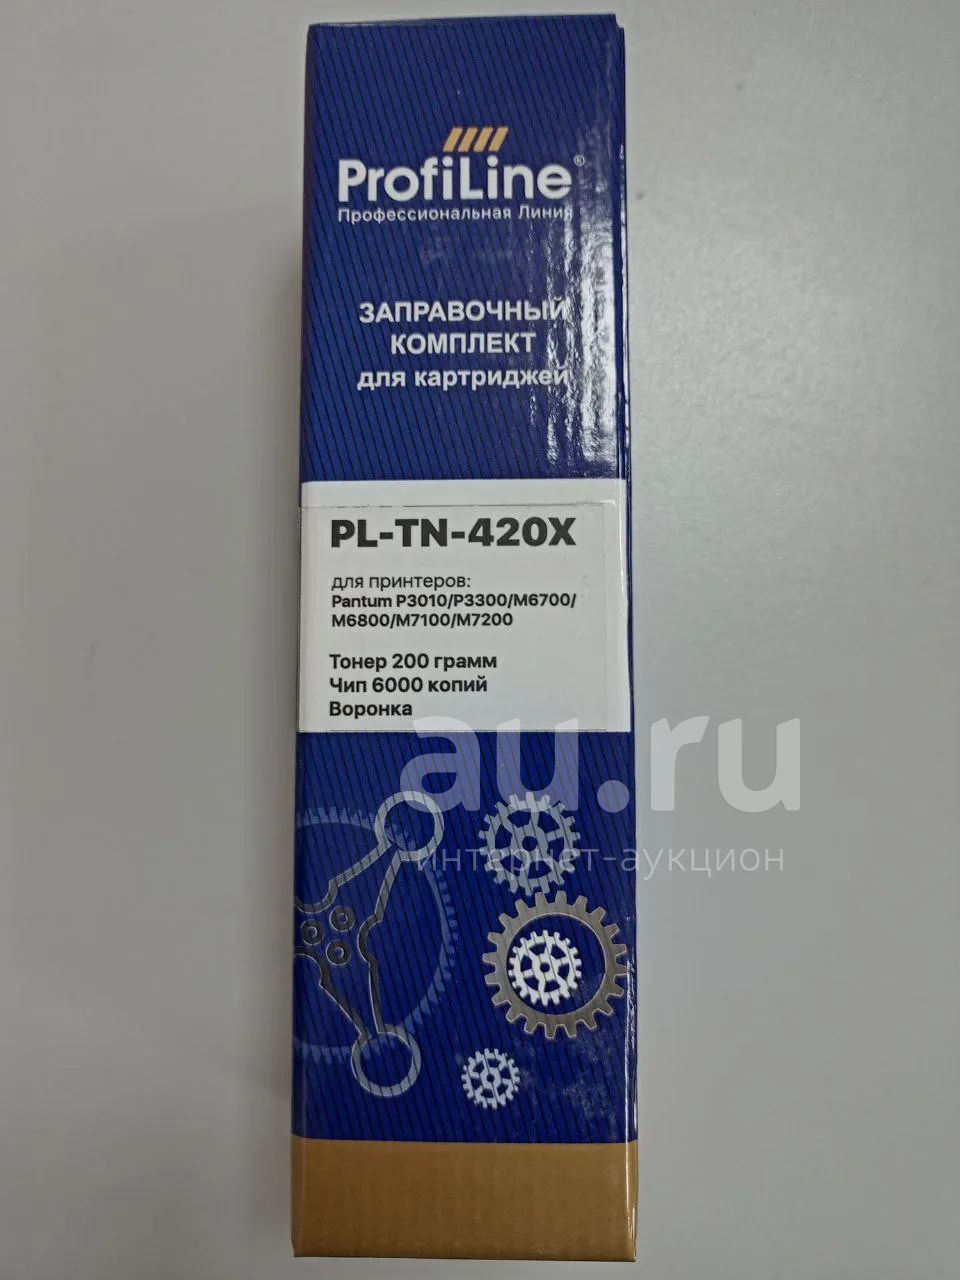 ProfiLine®
Профессиональная Линия
ЗАПРАВОЧНЫЙ
КОМПЛЕКТ
для картриджей
PL-TN-420X
для принтеров:
Pantum P3010/P3300/M6700/
M6800/M7100/M7200
Тонер 200 грамм
Чип 6000 копий
Воронка
au.ru
интернет-аукцион